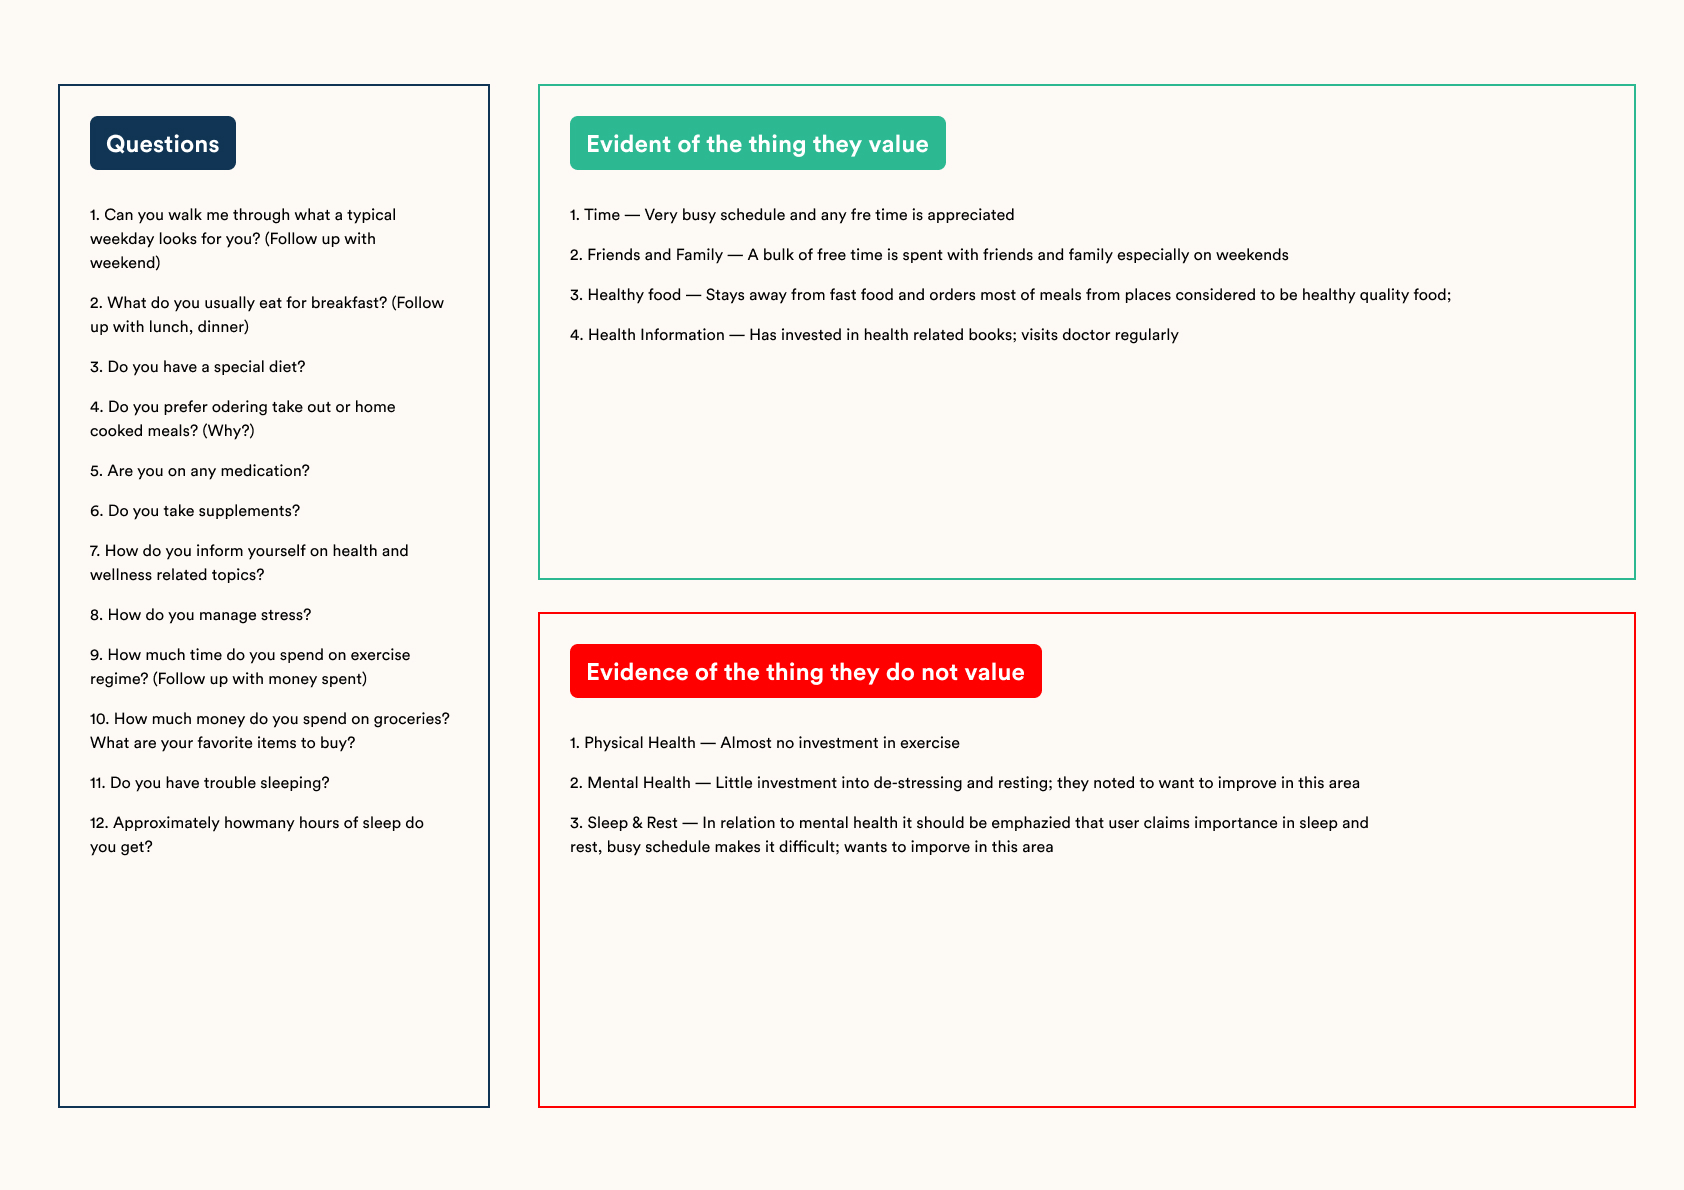 Questions
1. Can you walk me through what a typical
weekday looks for you? (Follow up with
weekend)
2. What do you usually eat for breakfast? (Follow
up with lunch, dinner)
3. Do you have a special diet?
4. Do you prefer odering take out or home
cooked meals? (Why?)
5. Are you on any medication?
6. Do you take supplements?
7. How do you inform yourself on health and
wellness related topics?
8. How do you manage stress?
9. How much time do you spend on exercise
regime? (Follow up with money spent)
10. How much money do you spend on groceries?
What are your favorite items to buy?
11. Do you have trouble sleeping?
12. Approximately howmany hours of sleep do
you get?
Evident of the thing they value
1. Time — Very busy schedule and any fre time is appreciated
2. Friends and Family — A bulk of free time is spent with friends and family especially on weekends
3. Healthy food — Stays away from fast food and orders most of meals from places considered to be healthy quality food;
4. Health Information — Has invested in health related books; visits doctor regularly
Evidence of the thing they do not value
1. Physical Health — Almost no investment in exercise
2. Mental Health — Little investment into de-stressing and resting; they noted to want to improve in this area
3. Sleep & Rest — In relation to mental health it should be emphazied that user claims importance in sleep and
rest, busy schedule makes it difficult; wants to imporve in this area